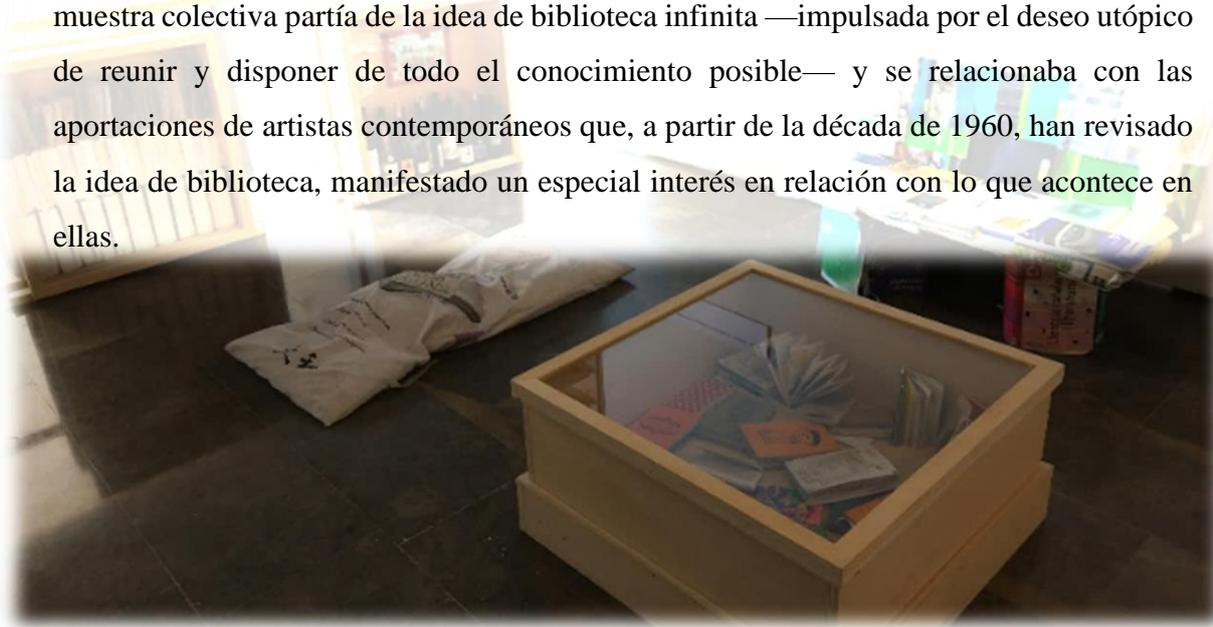 muestra colectiva partía de la idea de biblioteca infinita —impulsada por el deseo utópico
de reunir y disponer de todo el conocimiento posible— y se relacionaba con las
aportaciones de artistas contemporáneos que, a partir de la década de 1960, han revisado
la idea de biblioteca, manifestado un especial interés en relación con lo que acontece en
ellas.